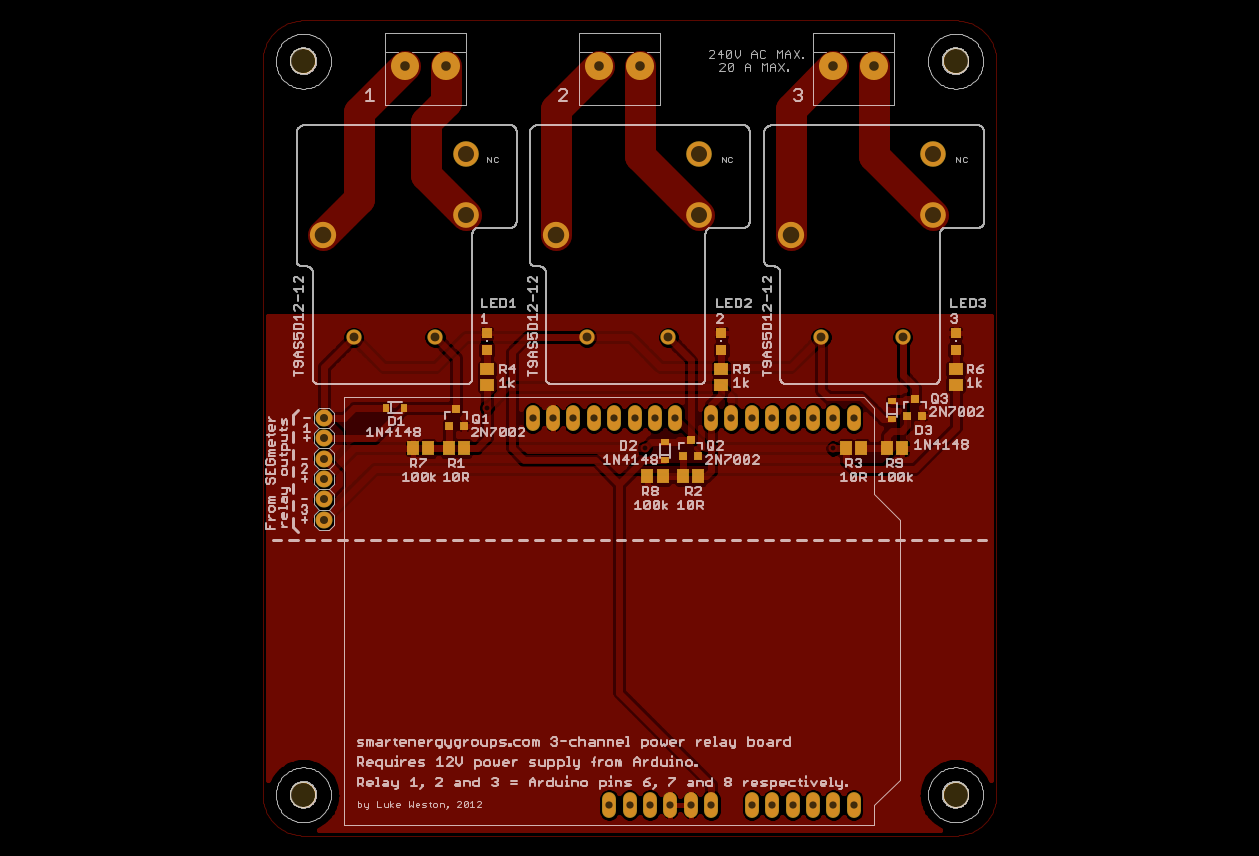 240V AC MAX.
20 A MAX.
1
2
3
NC
NC
NC
T9AS5D12-12
T9AS5D12-12
T9AS5D12-12
LED1
1
LED2
2
LED3
3
R4
1k
R5
1k
R6
1k
D1
1N4148
Q1
2N7002
R7
100k
R1
10R
D2
1N4148
Q2
2N7002
R8
100k
R2
10R
Q3
2N7002
D3
1N4148
R3
10R
R9
100k
From SEGmeter
relay outputs
-
1
+
-
2
+
-
3
+
smartenergygroups.com 3-channel power relay board
Requires 12V power supply from Arduino.
Relay 1, 2 and 3 = Arduino pins 6, 7 and 8 respectively.
by Luke Weston, 2012